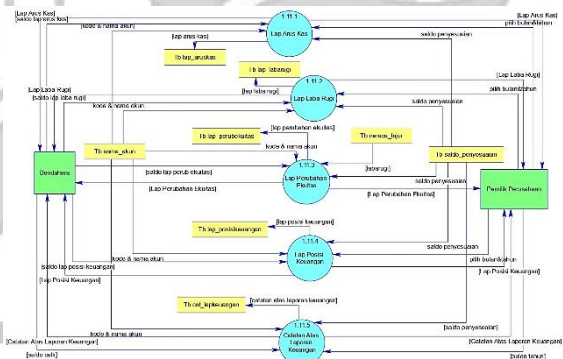 [Lap Arus Kas]
[saldo lap arus kas]
kode & nama akun
[lap arus kas]
1.11.1
Lap Arus Kas
[Lap Arus Kas]
pilih bulan&tahun
saldo penyesuaian
Tb lap_aruskas
Tb lap_labarugi
1.11.2
Lap Laba Rugi
[lap laba rugi]
[Lap Laba Rugi]
[saldo lap laba rugi]
kode & nama akun
[Lap Laba Rugi]
pilih bulan&tahun
saldo penyesuaian
Tb lap_perubekuitas
[lap perubahan ekuitas]
Tb neraca_lajur
Tb nama_akun
kode & nama akun
[labarugi]
Tb saldo_penyesuaian
Bendahara
[saldo lap perub ekuitas]
1.11.3
Lap Perubahan
Ekuitas
saldo penyesuaian
[Lap Perubahan Ekuitas]
[Lap Perubahan Ekuitas]
Pemilik Perusahaan
Tb lap_posisikeuangan
[lap posisi keuangan]
1.11.4
Lap Posisi
Keuangan
saldo penyesuaian
kode & nama akun
pilih bulan&tahun
[saldo lap posisi keuangan]
[Lap Posisi Keuangan]
[Lap Posisi Keuangan]
Tb cat_lapkeuangan
[catatan atas laporan keuangan]
1.11.5
Catatan Atas
Laporan
Keuangan
kode & nama akun
[saldo penyesuaian]
[Catatan Atas Laporan Keuangan]
[Catatan Atas Laporan Keuangan]
[saldo calk]
[bulan tahun]